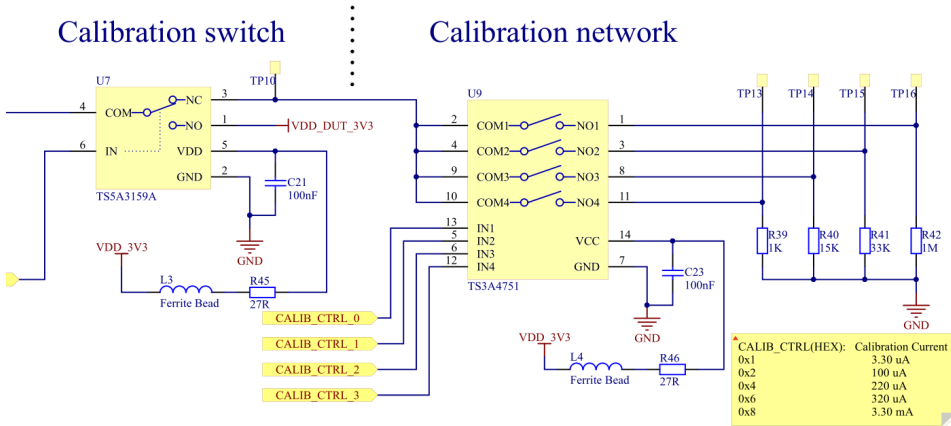 Calibration switch
Calibration network
U7
TP10
4
COM
NC
3
NO
1
VDD_DUT_3V3
6
IN
VDD
5
GND
2
TS5A3159A
C21
100nF
GND
VDD_3V3
L3
Ferrite Bead
R45
27R
CALIB_CTRL_0
CALIB_CTRL_1
CALIB_CTRL_2
CALIB_CTRL_3
U9
2
COM1
NO1
1
4
COM2
NO2
3
9
COM3
NO3
8
10
COM4
NO4
11
13
IN1
5
IN2
6
IN3
12
IN4
VCC
14
GND
7
TS3A4751
C23
100nF
GND
VDD_3V3
L4
Ferrite Bead
R46
27R
TP13
TP14
TP15
TP16
R39
1K
R40
15K
R41
33K
R42
1M
GND
CALIB_CTRL(HEX): Calibration Current
0x1 3.30 uA
0x2 100 uA
0x4 220 uA
0x6 320 uA
0x8 3.30 mA